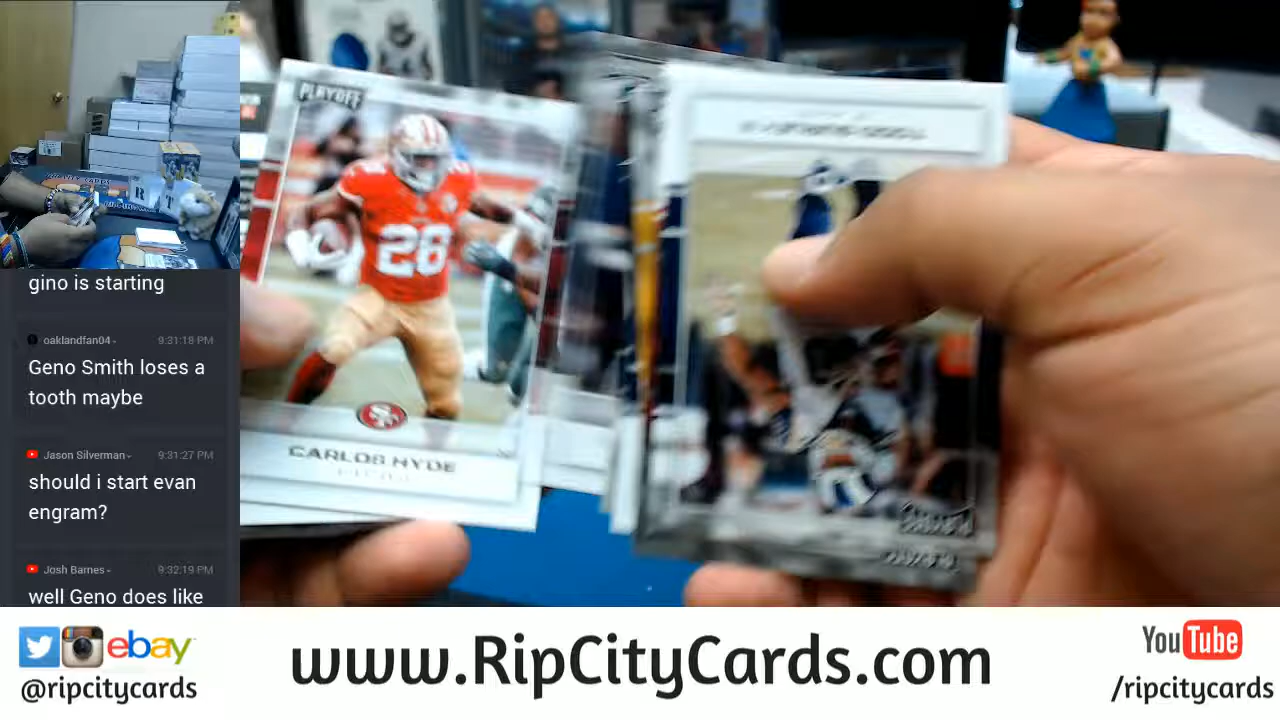 gino is starting
oaklandfan04-
9:31:18 PM
Geno Smith loses a
tooth maybe
Jason Silverman-
9:31:27 PM
should i start evan
engram?
Josh Barnes-
9:32:19 PM
well Geno does like
PLAYOFF
28
CARLOS HYDE
ebay
@ripcitycards
www.RipCityCards.com
YouTube
/ripcitycards